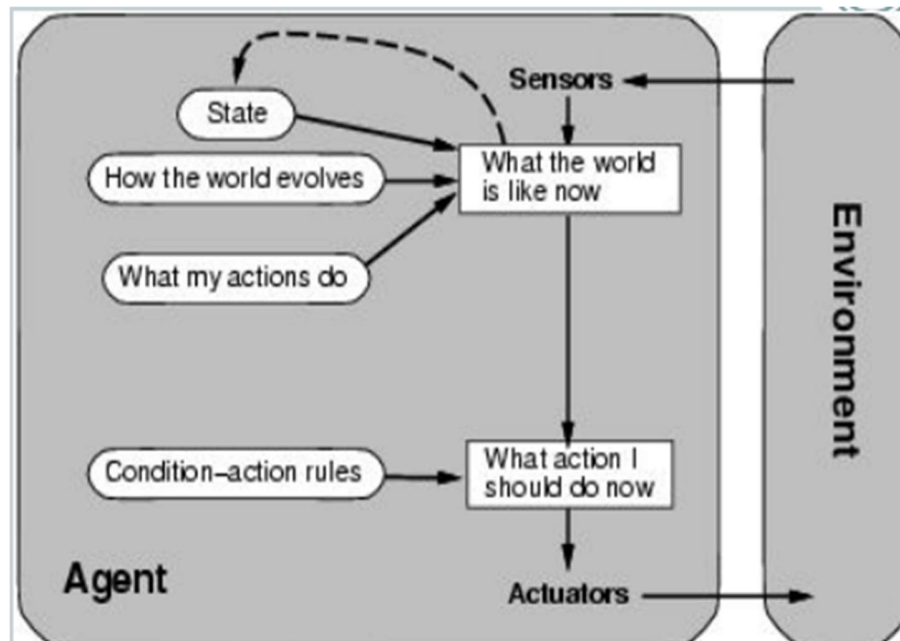 Sensors
State
What the world
is like now
How the world evolves
What my actions do
Environment
Condition–action rules
What action I
should do now
Agent
Actuators